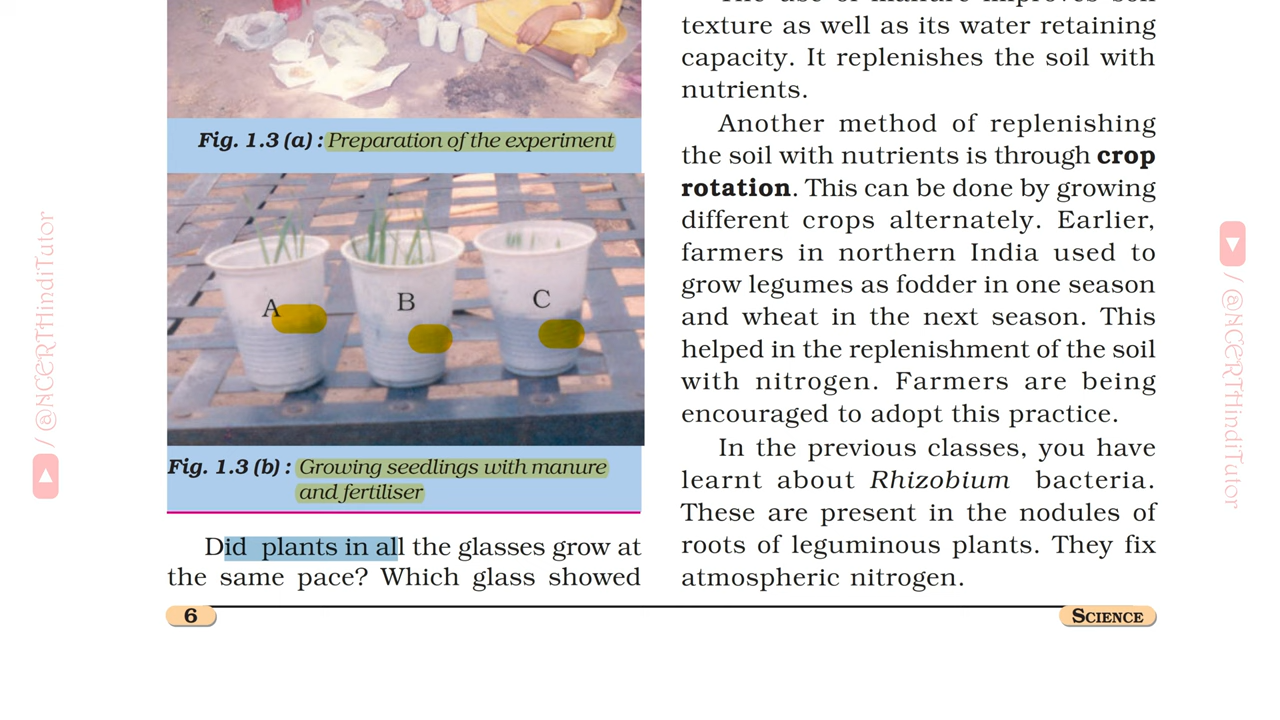 Fig. 1.3 (a) : Preparation of the experiment
A
B
C
Fig. 1.3 (b) : Growing seedlings with manure
and fertiliser
Did plants in all the glasses grow at
the same pace? Which glass showed
texture as well as its water retaining
capacity. It replenishes the soil with
nutrients.
Another method of replenishing
the soil with nutrients is through crop
rotation. This can be done by growing
different crops alternately. Earlier,
farmers in northern India used to
grow legumes as fodder in one season
and wheat in the next season. This
helped in the replenishment of the soil
with nitrogen. Farmers are being
encouraged to adopt this practice.
In the previous classes, you have
learnt about Rhizobium bacteria.
These are present in the nodules of
roots of leguminous plants. They fix
atmospheric nitrogen.
6
SCIENCE
/ @NCERTHindiTutor
/ @NCERTHindiTutor